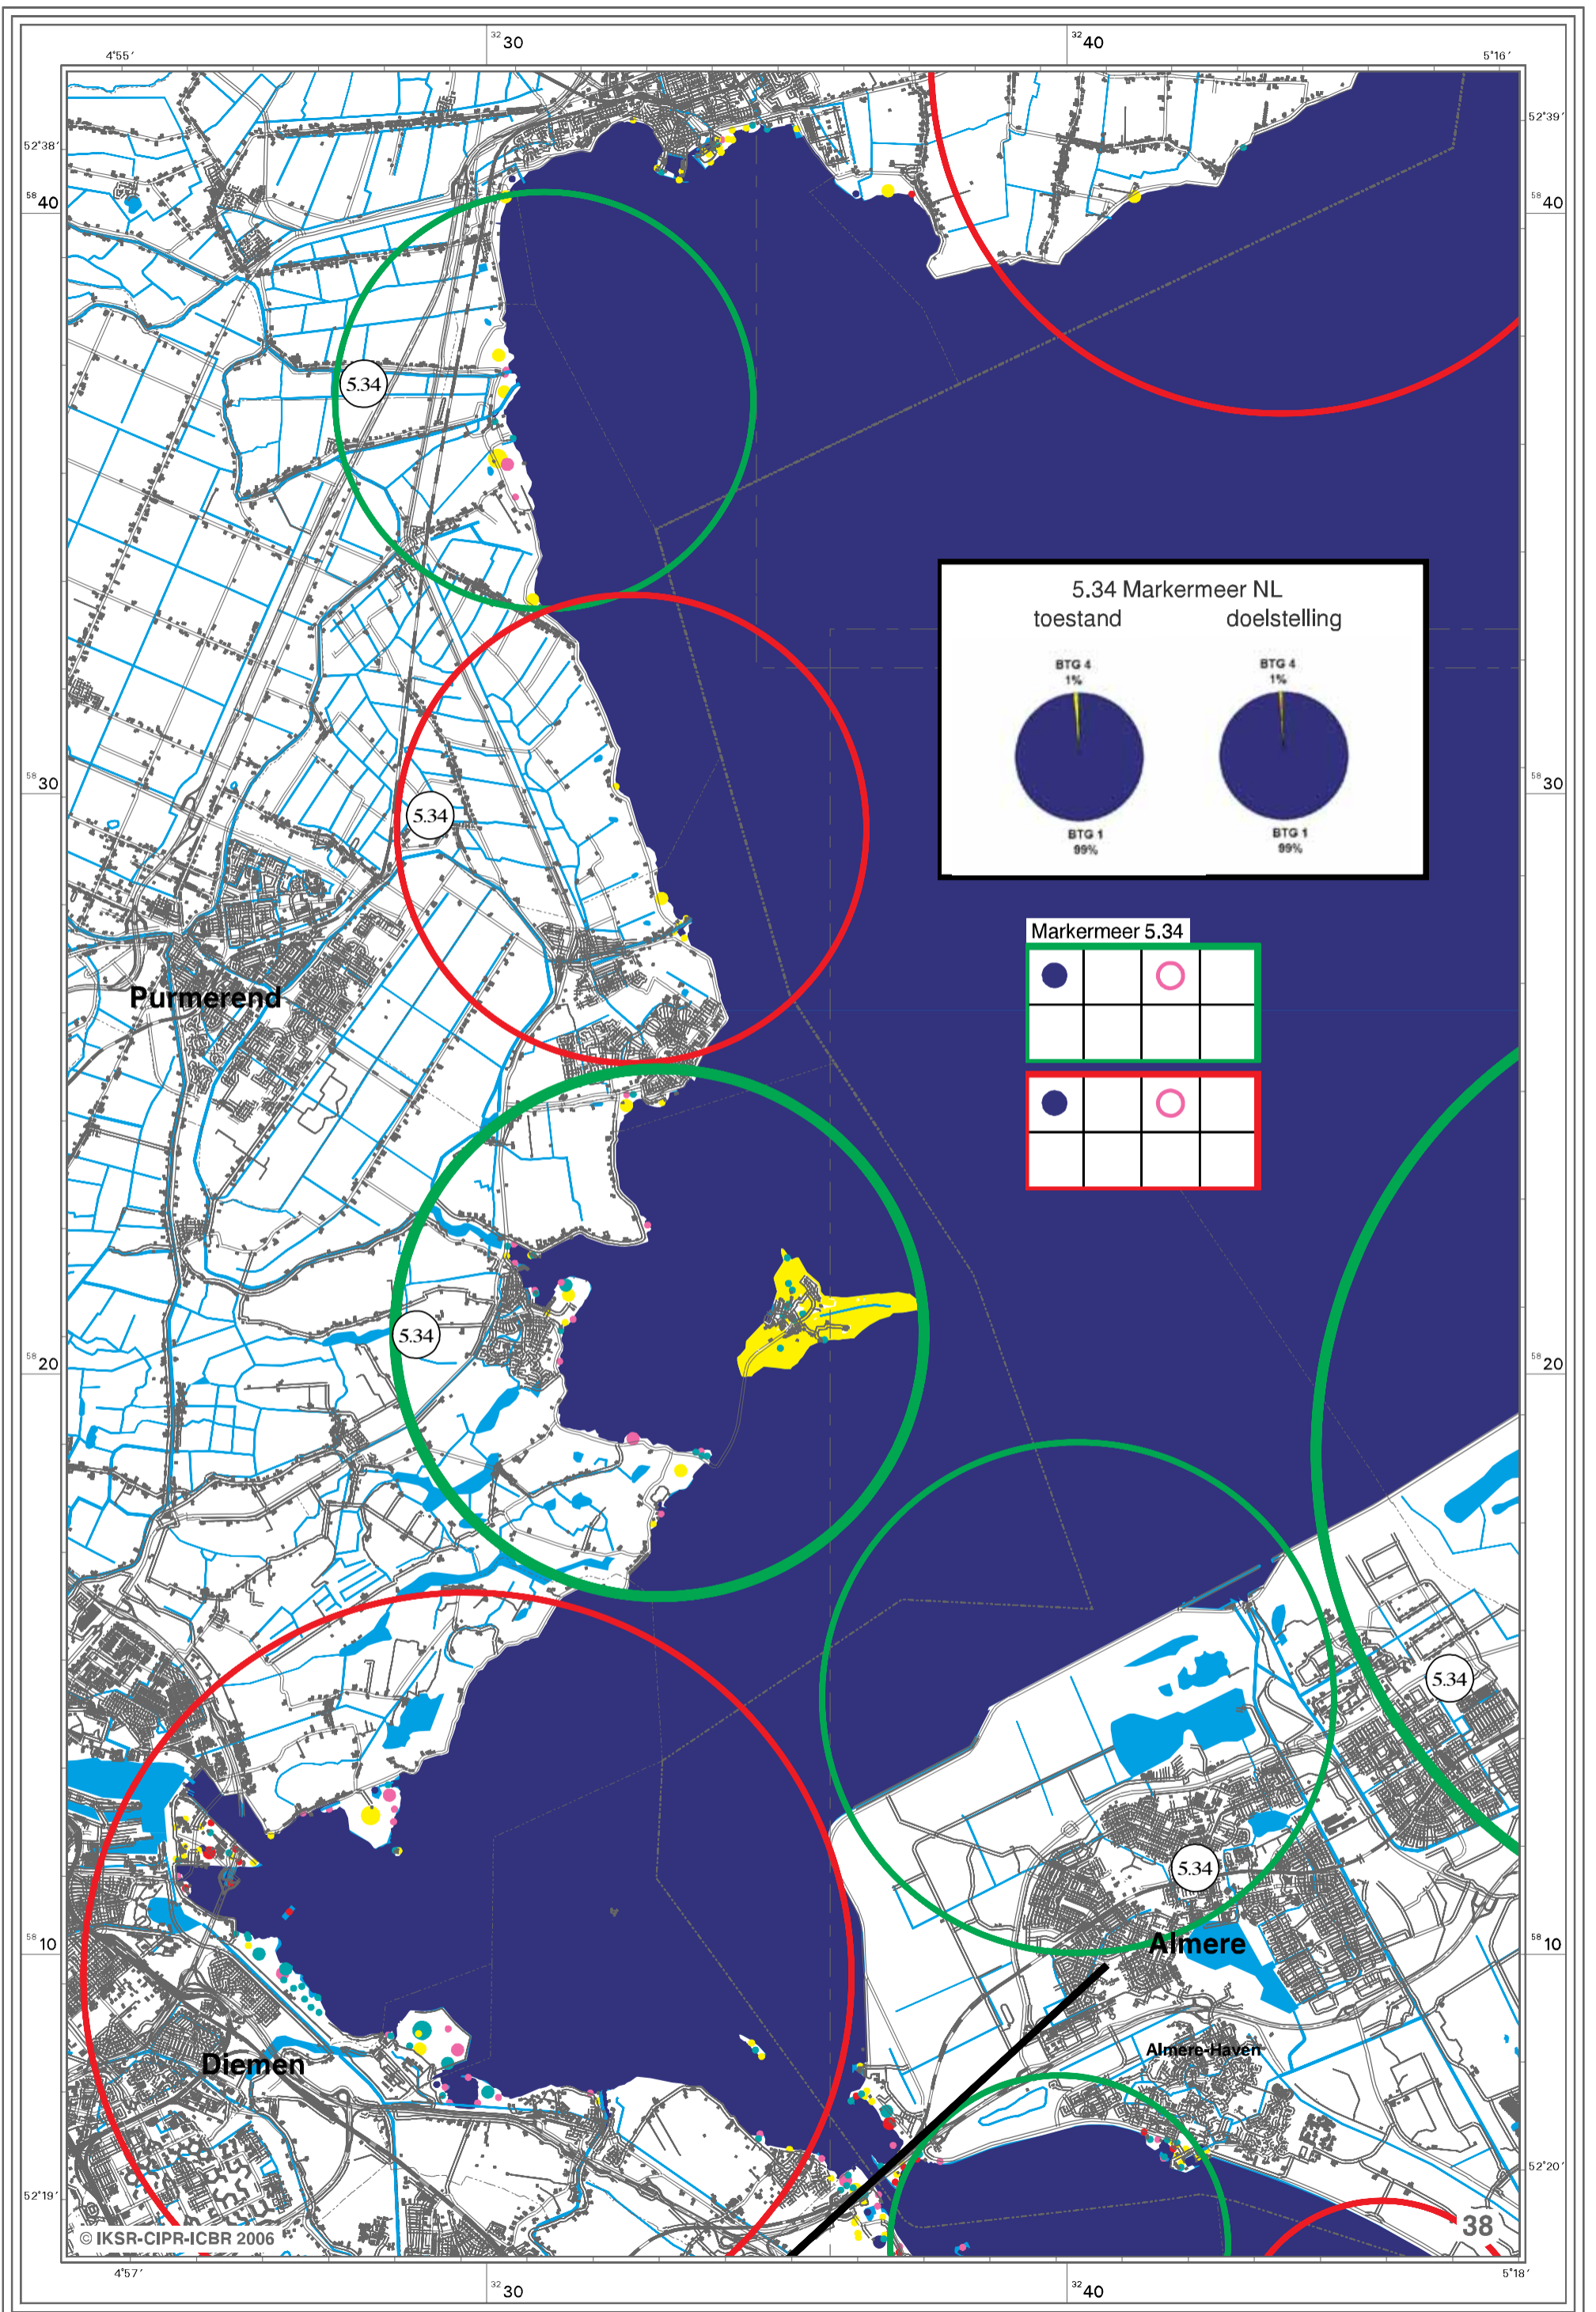 32 30
32 40
4°55′
5°16′
52°39′
52°38′
58 40
58 40
5.34
5.34 Markermeer NL
toestand doelstelling
BTG 4
1%
BTG 4
1%
BTG 1
99%
BTG 1
99%
58 30
58 30
5.34
Markermeer 5.34
Purmerend
5.34
58 20
58 20
5.34
5.34
58 10
58 10
Almere
Almere-Haven
Diemen
52°20′
52°19′
© IKSR-CIPR-ICBR 2006
38
4°57′
5°18′
32 30
32 40